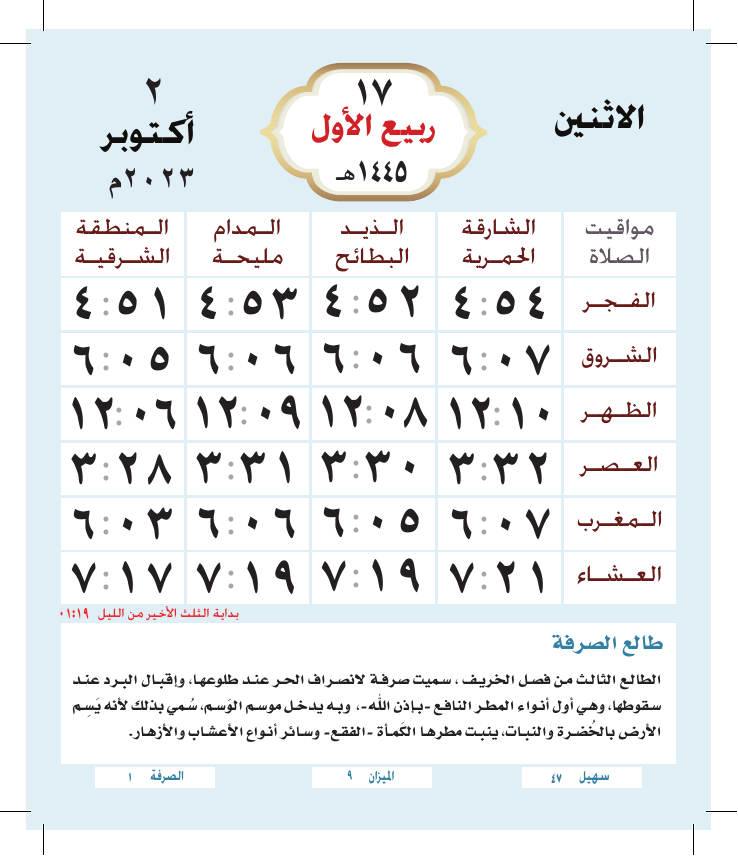 الاثنين
١٧
ربيع الأول
١٤٤٥هـ
٢
أكتوبر
٢٠٢٣م
مواقيت الصلاة | الشارقة الحمرية | الذيد البطائح | المدام مليحة | المنطقة الشرقية
الفجر ٤:٥٤ ٤:٥٢ ٤:٥٣ ٤:٥١
الشروق ٦:٠٧ ٦:٠٦ ٦:٠٦ ٦:٠٥
الظهر ١٢:١٠ ١٢:٠٨ ١٢:٠٩ ١٢:٠٦
العصر ٣:٣٢ ٣:٣٠ ٣:٣١ ٣:٢٨
المغرب ٦:٠٧ ٦:٠٥ ٦:٠٦ ٦:٠٣
العشاء ٧:٢١ ٧:١٩ ٧:١٩ ٧:١٧
بداية الثلث الأخير من الليل ٠١:١٩
طالع الصرفة
الطالع الثالث من فصل الخريف ، سميت صرفة لانصراف الحر عند طلوعها، وإقبال البرد عند
سقوطها، وهي أول أنواء المطر النافع -بإذن الله-، وبه يدخل موسم الوَسم، سُمي بذلك لأنه يَسِم
الأرض بالخُضرة والنبات، ينبت مطرها الكَمأة -الفقع- وسائر أنواع الأعشاب والأزهار.
سهيل ٤٧
الميزان ٩
الصرفة ١